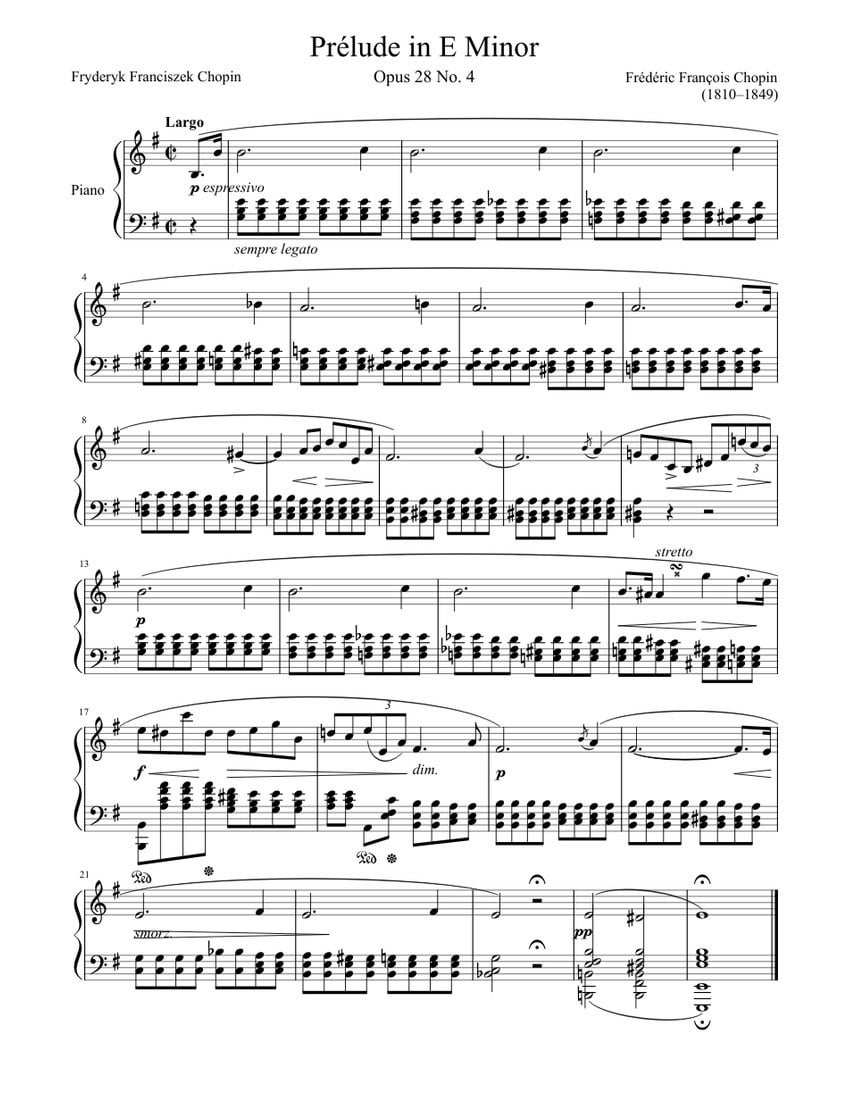 Prélude in E Minor
Fryderyk Franciszek Chopin
Opus 28 No. 4
Frédéric François Chopin
(1810–1849)
Largo
Piano
p espressivo
sempre legato
4
8
3
13
stretto
p
17
3
f
dim.
p
Ped
Ped
21
smorz.
pp